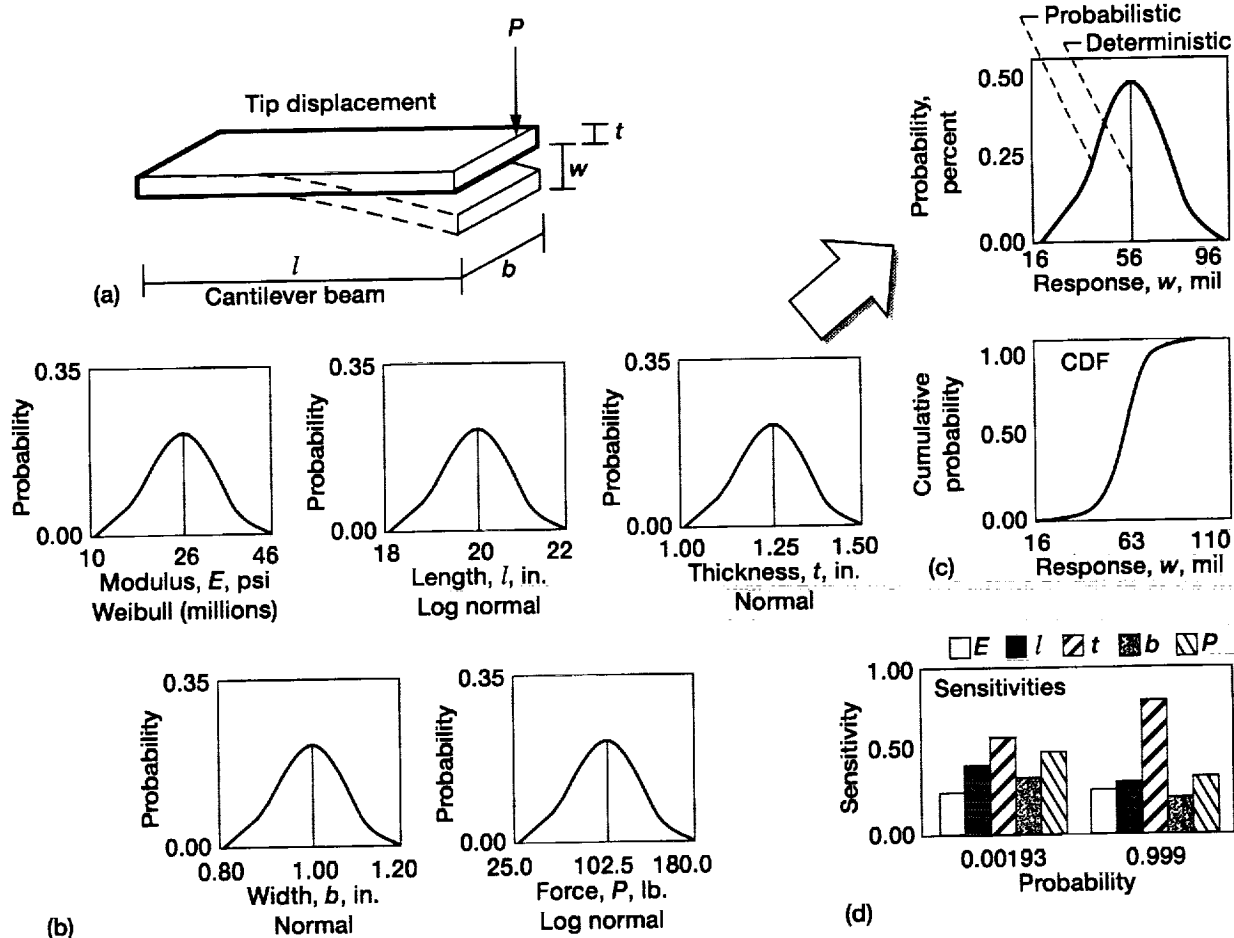 P
Tip displacement
t
w
l
b
(a)
Cantilever beam
Probabilistic
Deterministic
Probability,
percent
0.50
0.25
0.00
16
56
96
Response, w, mil
Cumulative
probability
CDF
1.00
0.50
0.00
16
63
110
(c)
Response, w, mil
Probability
0.35
0.00
10
26
46
Modulus, E, psi
Weibull (millions)
Probability
0.35
0.00
18
20
22
Length, l, in.
Log normal
Probability
0.35
0.00
1.00
1.25
1.50
Thickness, t, in.
Normal
Probability
0.35
0.00
0.80
1.00
1.20
Width, b, in.
(b)
Normal
Probability
0.35
0.00
25.0
102.5
180.0
Force, P, lb.
Log normal
E l t b P
Sensitivities
Sensitivity
1.00
0.50
0.00
0.00193
0.999
Probability
(d)